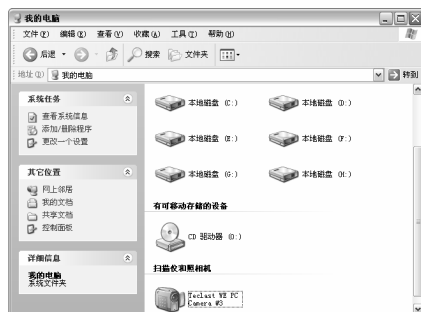 我的电脑
文件(F) 编辑(E) 查看(V) 收藏(A) 工具(T) 帮助(H)
后退 搜索 文件夹
地址(D) 我的电脑 转到
系统任务
查看系统信息
添加/删除程序
更改一个设置
其它位置
网上邻居
我的文档
共享文档
控制面板
详细信息
我的电脑
系统文件夹
本地磁盘 (C:) 本地磁盘 (D:)
本地磁盘 (E:) 本地磁盘 (F:)
本地磁盘 (G:) 本地磁盘 (H:)
有可移动存储的设备
CD 驱动器
扫描仪和照相机
Teclast WE PC
Camera #3